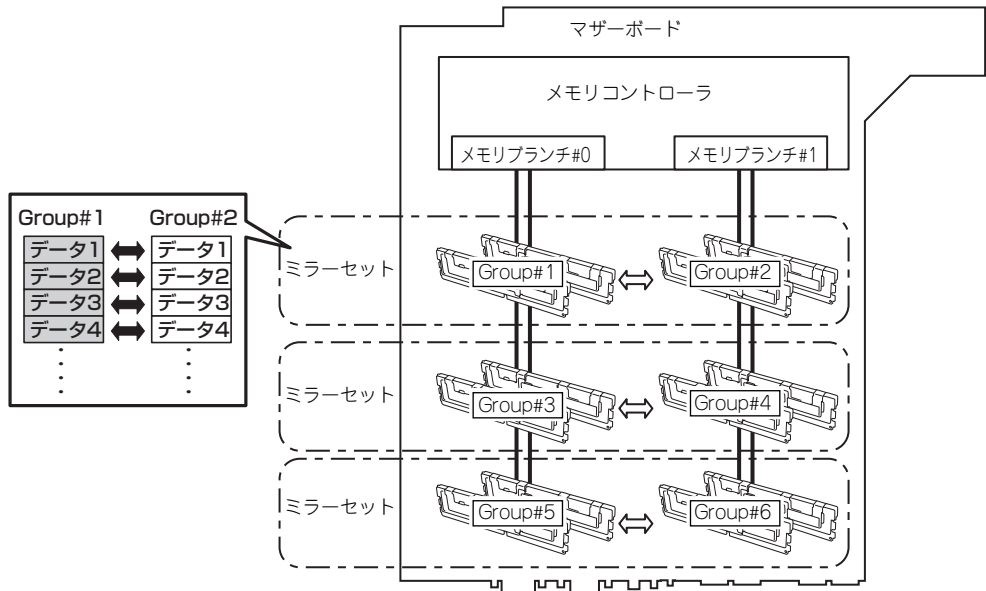 マザーボード
メモリコントローラ
メモリブランチ#0
メモリブランチ#1
Group#1 Group#2
データ1 データ1
データ2 データ2
データ3 データ3
データ4 データ4
ミラーセット
Group#1
Group#2
ミラーセット
Group#3
Group#4
ミラーセット
Group#5
Group#6